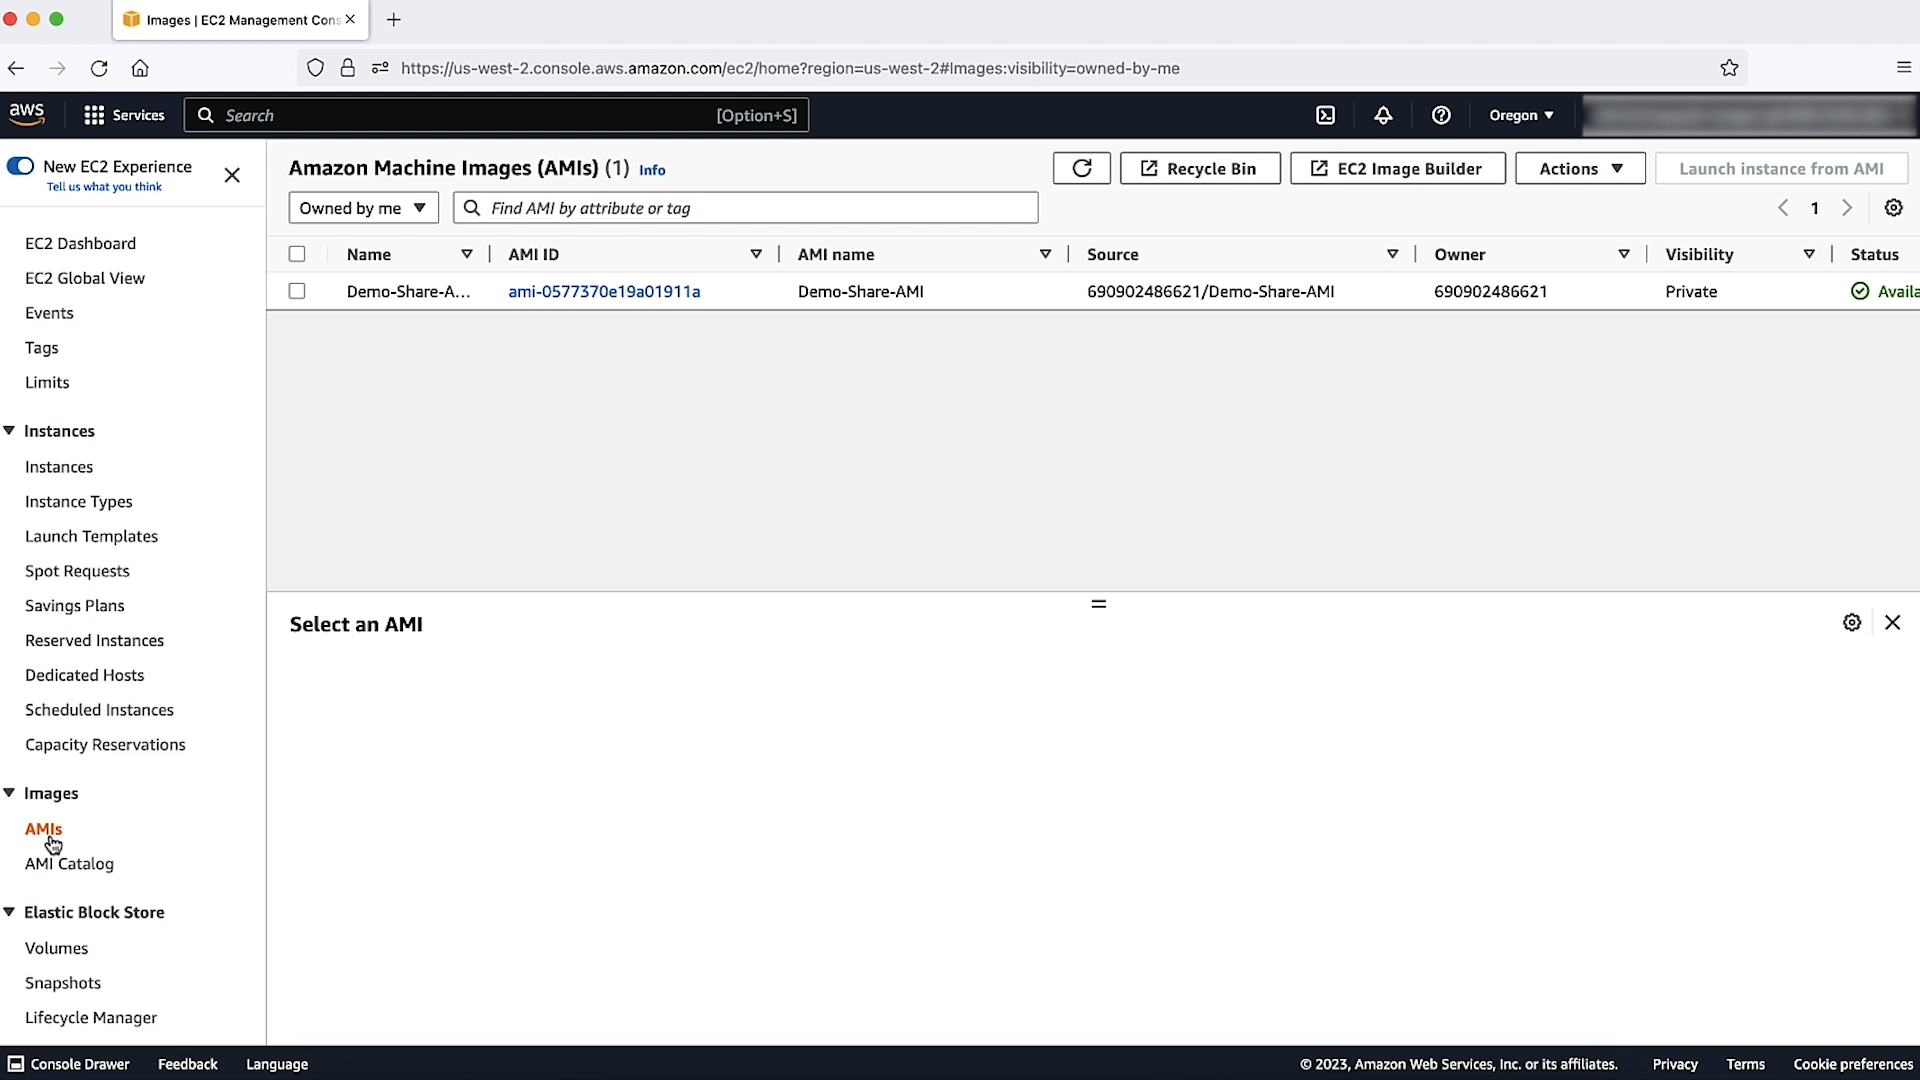 Images | EC2 Management Cons
https://us-west-2.console.aws.amazon.com/ec2/home?region=us-west-2#Images:visibility=owned-by-me
aws
Services
Search
[Option+S]
Oregon
New EC2 Experience
Tell us what you think
EC2 Dashboard
EC2 Global View
Events
Tags
Limits
Instances
Instances
Instance Types
Launch Templates
Spot Requests
Savings Plans
Reserved Instances
Dedicated Hosts
Scheduled Instances
Capacity Reservations
Images
AMIs
AMI Catalog
Elastic Block Store
Volumes
Snapshots
Lifecycle Manager
Amazon Machine Images (AMIs) (1) Info
Recycle Bin
EC2 Image Builder
Actions
Launch instance from AMI
Owned by me
Find AMI by attribute or tag
1
Name AMI ID AMI name Source Owner Visibility Status
Demo-Share-A... ami-0577370e19a01911a Demo-Share-AMI 690902486621/Demo-Share-AMI 690902486621 Private Availa
Select an AMI
Console Drawer Feedback Language
© 2023, Amazon Web Services, Inc. or its affiliates. Privacy Terms Cookie preferences